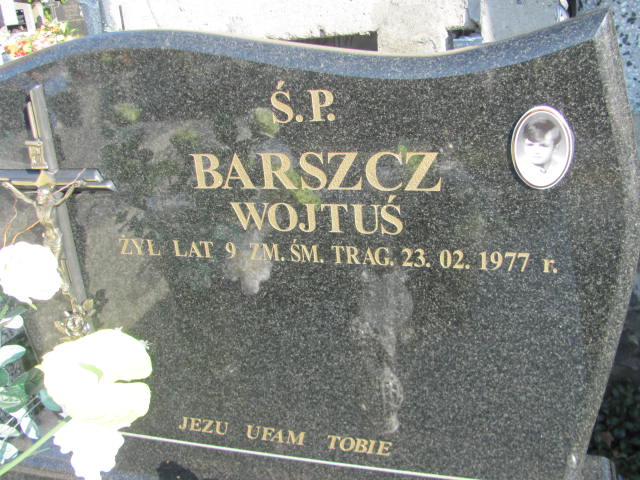 Ś.P.
BARSZCZ
WOJTUŚ
ŻYŁ LAT 9 ZM. ŚM. TRAG. 23. 02. 1977 r.
JEZU UFAM TOBIE